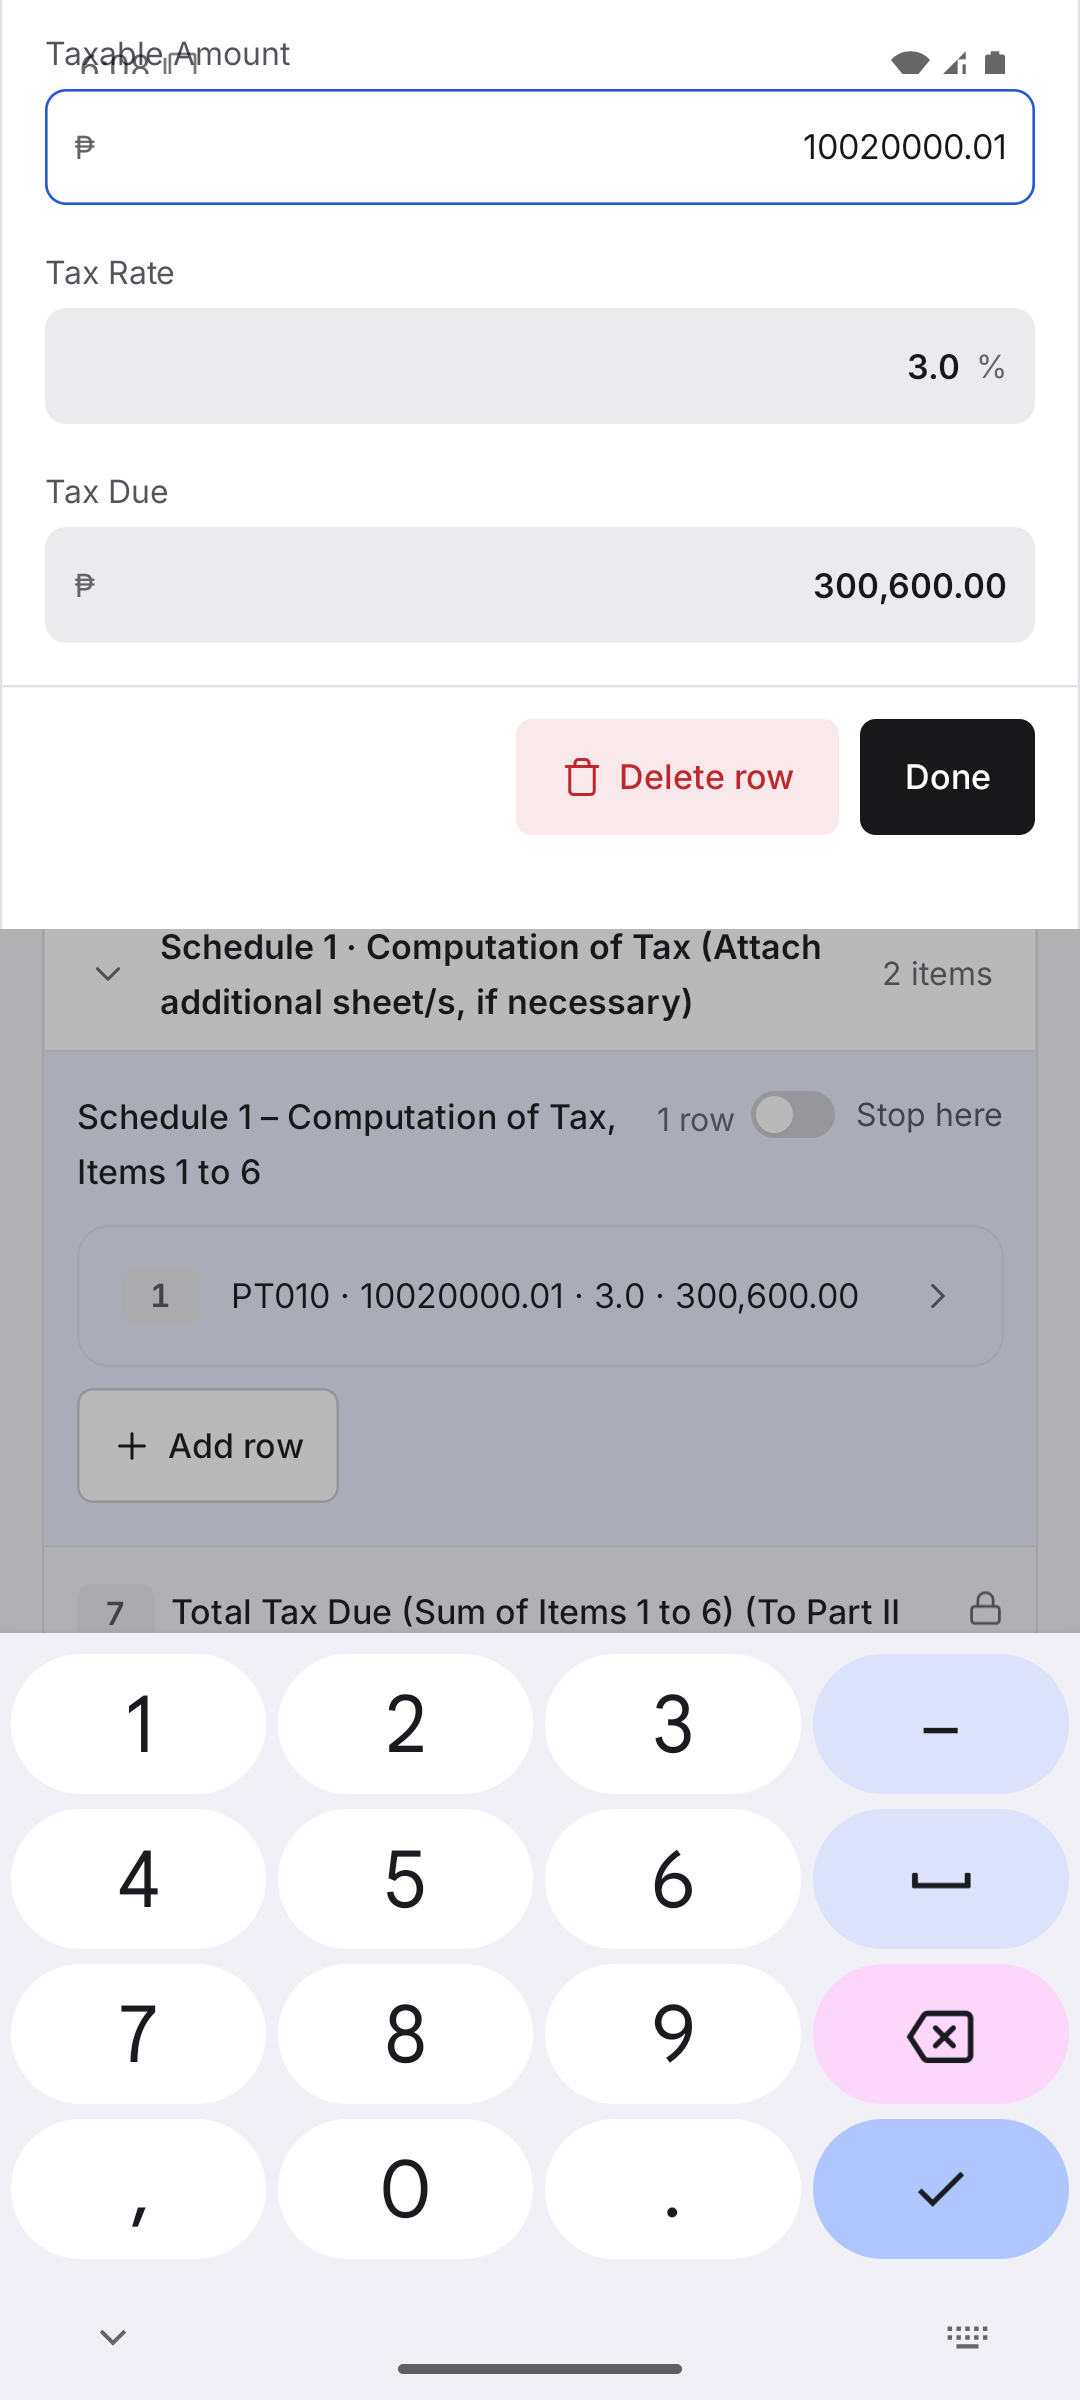 Taxable Amount
₱ 10020000.01
Tax Rate
3.0 %
Tax Due
₱ 300,600.00
Delete row
Done
Schedule 1 · Computation of Tax (Attach
additional sheet/s, if necessary)
2 items
Schedule 1 – Computation of Tax,
Items 1 to 6
1 row
Stop here
1 PT010 · 10020000.01 · 3.0 · 300,600.00
+ Add row
7 Total Tax Due (Sum of Items 1 to 6) (To Part II
1 2 3 –
4 5 6
7 8 9
, 0 .